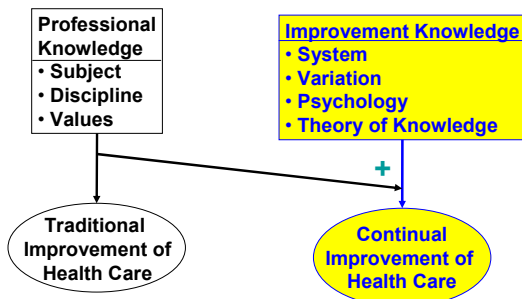 Professional
Knowledge
• Subject
• Discipline
• Values
Improvement Knowledge
• System
• Variation
• Psychology
• Theory of Knowledge
+
Traditional
Improvement of
Health Care
Continual
Improvement of
Health Care